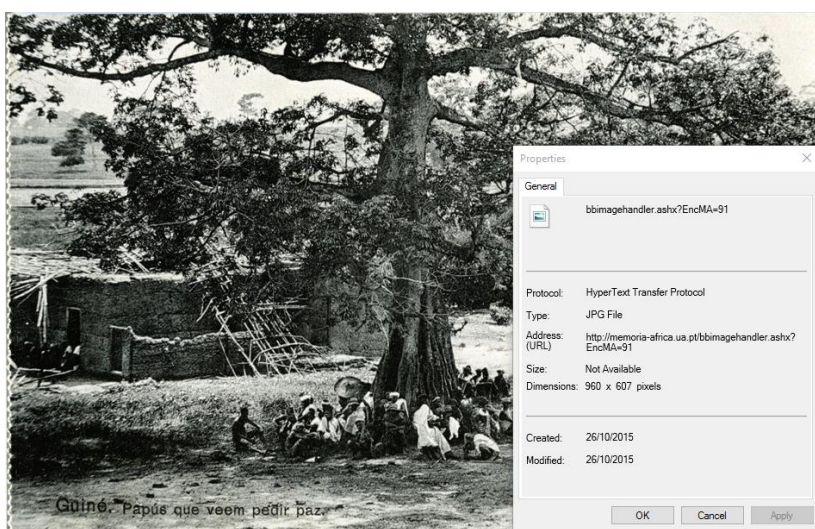 Properties
General
bbimagehandler.ashx?EncMA=91
Protocol: HyperText Transfer Protocol
Type: JPG File
Address: (URL) http://memoria-africa.ua.pt/bbimagehandler.ashx?
EncMA=91
Size: Not Available
Dimensions: 960 x 607 pixels
Created: 26/10/2015
Modified: 26/10/2015
OK Cancel Apply
Guiné. Papús que veem pedir paz.